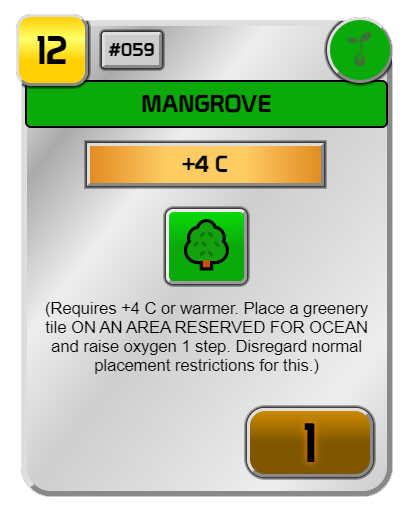 12
#059
MANGROVE
+4 C
(Requires +4 C or warmer. Place a greenery
tile ON AN AREA RESERVED FOR OCEAN
and raise oxygen 1 step. Disregard normal
placement restrictions for this.)
1